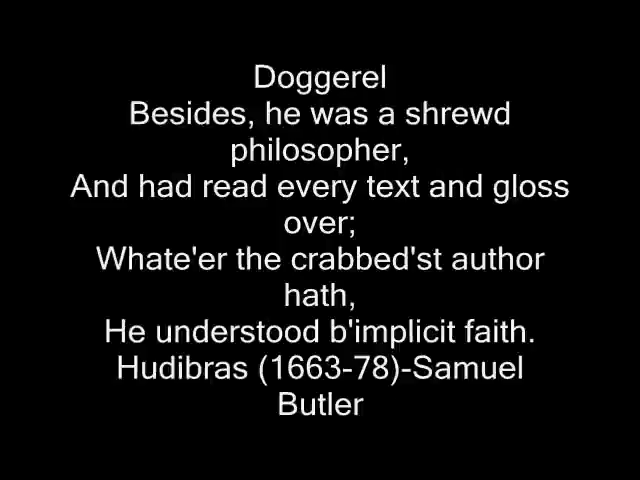 Doggerel
Besides, he was a shrewd
philosopher,
And had read every text and gloss
over;
Whate'er the crabbed'st author
hath,
He understood b'implicit faith.
Hudibras (1663-78)-Samuel
Butler